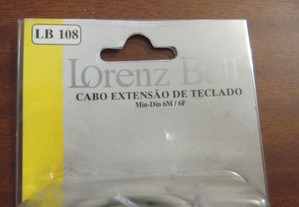 LB 108
Lorenz Bell
CABO EXTENSÃO DE TECLADO
Min-Din 6M / 6F